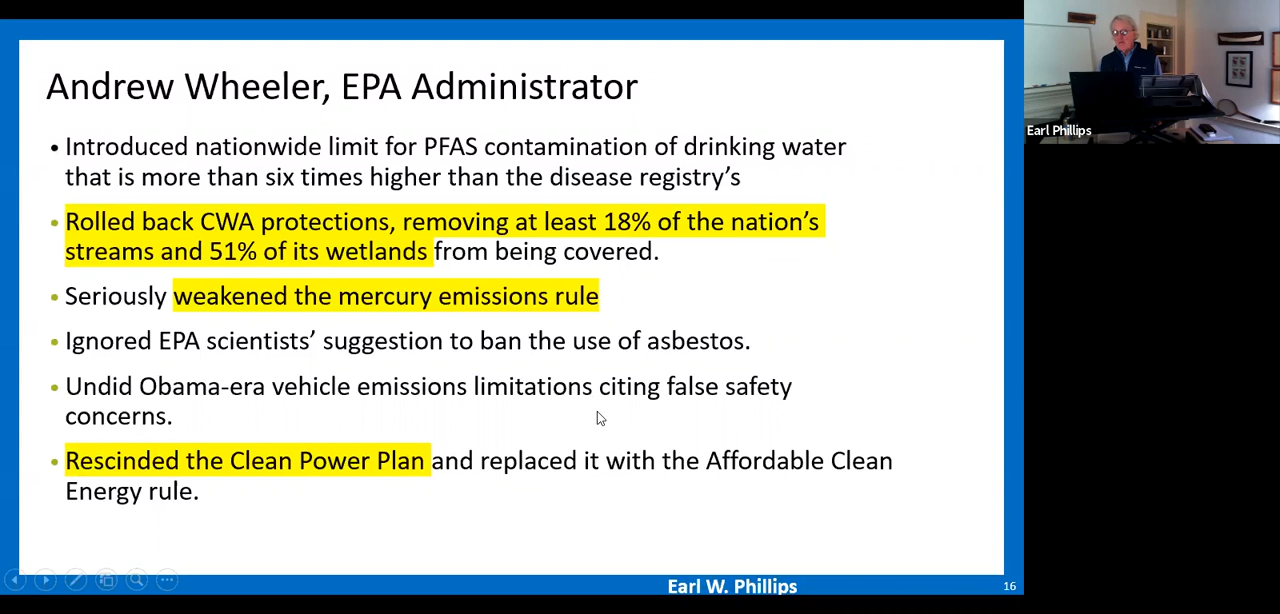 Andrew Wheeler, EPA Administrator
• Introduced nationwide limit for PFAS contamination of drinking water
that is more than six times higher than the disease registry's
• Rolled back CWA protections, removing at least 18% of the nation's
streams and 51% of its wetlands from being covered.
• Seriously weakened the mercury emissions rule
• Ignored EPA scientists' suggestion to ban the use of asbestos.
• Undid Obama-era vehicle emissions limitations citing false safety
concerns.
• Rescinded the Clean Power Plan and replaced it with the Affordable Clean
Energy rule.
Earl W. Phillips
16
Earl Phillips